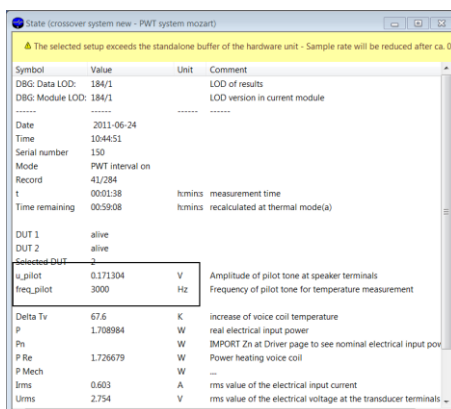 State (crossover system new - PWT system mozart)
The selected setup exceeds the standalone buffer of the hardware unit - Sample rate will be reduced after ca. 0
Symbol Value Unit Comment
DBG: Data LOD: 184/1 LOD of results
DBG: Module LOD: 184/1 LOD version in current module
------ ------ ------ ------
Date 2011-06-24
Time 10:44:51
Serial number 150
Mode PWT interval on
Record 41/284
t 00:01:38 h:min:s measurement time
Time remaining 00:59:08 h:min:s recalculated at thermal mode(a)
DUT 1 alive
DUT 2 alive
Selected DUT 2
u_pilot 0.171304 V Amplitude of pilot tone at speaker terminals
freq_pilot 3000 Hz Frequency of pilot tone for temperature measurement
Delta Tv 67.6 K increase of voice coil temperature
P 1.708984 W real electrical input power
Pn W IMPORT Zn at Driver page to see nominal electrical input pow
P Re 1.726679 W Power heating voice coil
P Mech W ...
Irms 0.603 A rms value of the electrical input current
Urms 2.754 V rms value of the electrical voltage at the transducer terminals